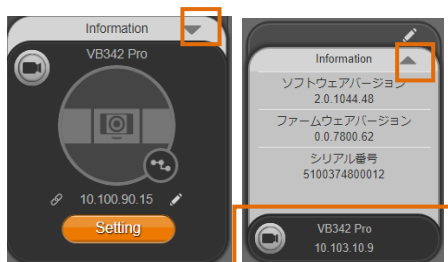 Information
VB342 Pro
10.100.90.15
Setting
Information
ソフトウェアバージョン
2.0.1044.48
ファームウェアバージョン
0.0.7800.62
シリアル番号
5100374800012
VB342 Pro
10.103.10.9